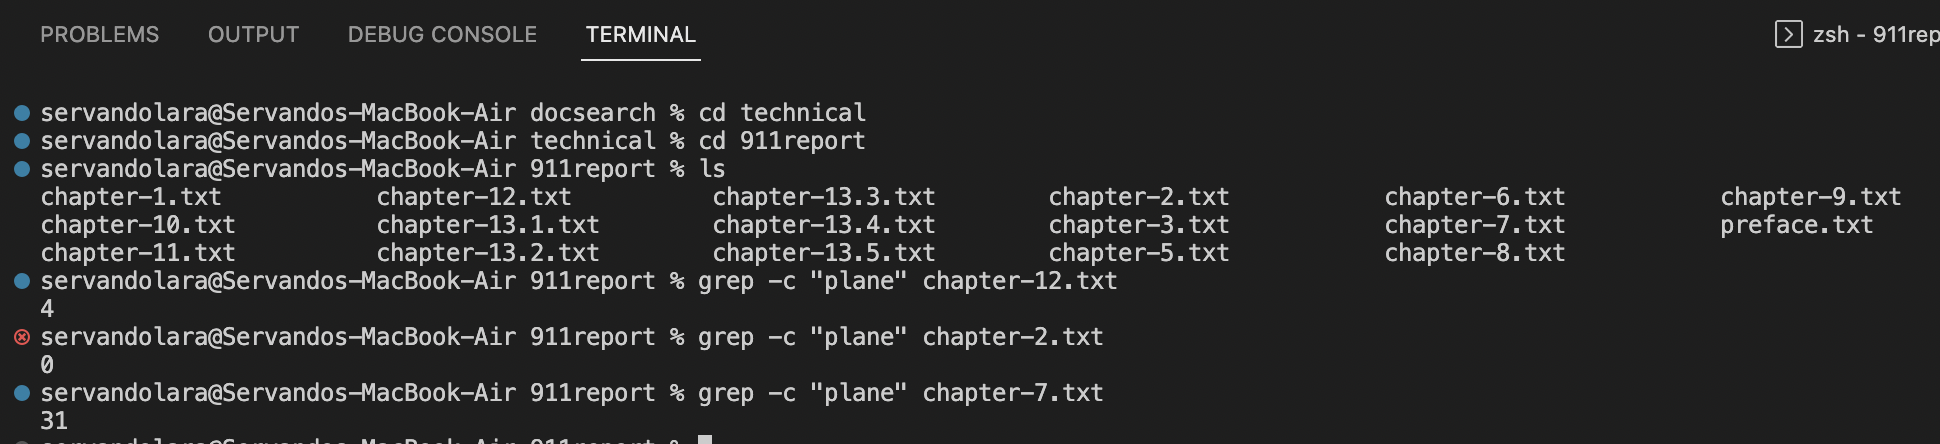 PROBLEMS OUTPUT DEBUG CONSOLE TERMINAL zsh - 911rep
servandolara@Servandos-MacBook-Air docsearch % cd technical
servandolara@Servandos-MacBook-Air technical % cd 911report
servandolara@Servandos-MacBook-Air 911report % ls
chapter-1.txt chapter-12.txt chapter-13.3.txt chapter-2.txt chapter-6.txt chapter-9.txt
chapter-10.txt chapter-13.1.txt chapter-13.4.txt chapter-3.txt chapter-7.txt preface.txt
chapter-11.txt chapter-13.2.txt chapter-13.5.txt chapter-5.txt chapter-8.txt
servandolara@Servandos-MacBook-Air 911report % grep -c "plane" chapter-12.txt
4
servandolara@Servandos-MacBook-Air 911report % grep -c "plane" chapter-2.txt
0
servandolara@Servandos-MacBook-Air 911report % grep -c "plane" chapter-7.txt
31
servandolara@Servandos-MacBook-Air 911report %